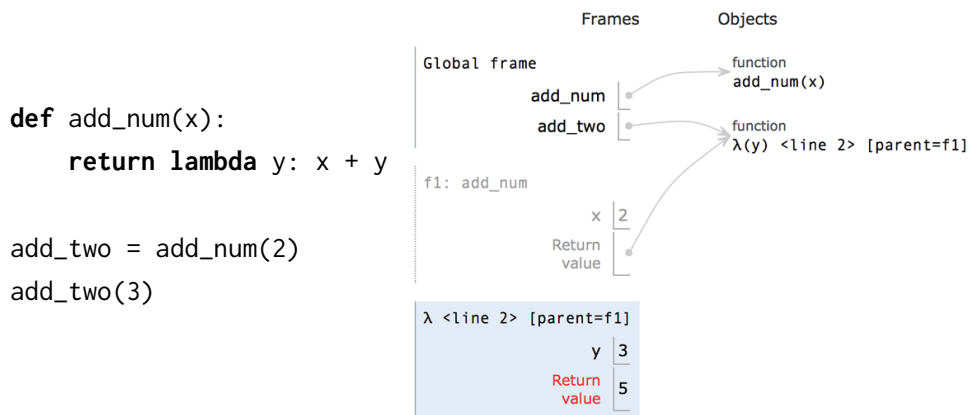 def add_num(x):
    return lambda y: x + y
add_two = add_num(2)
add_two(3)
Frames Objects
Global frame
add_num
add_two
function
add_num(x)
function
λ(y) <line 2> [parent=f1]
f1: add_num
x 2
Return
value
λ <line 2> [parent=f1]
y 3
Return
value 5